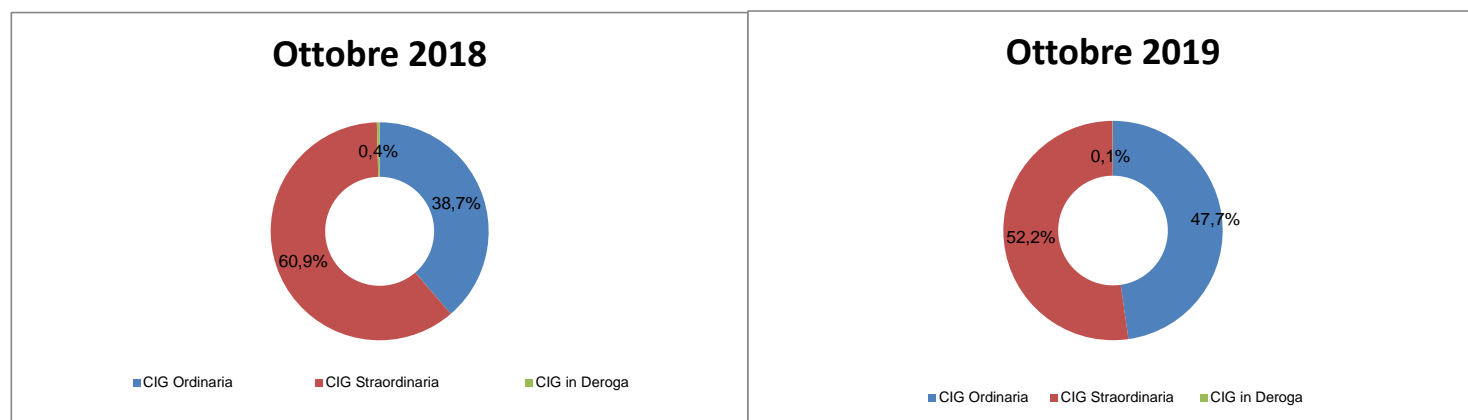 Ottobre 2018
0,4%
38,7%
60,9%
CIG Ordinaria CIG Straordinaria CIG in Deroga
Ottobre 2019
0,1%
47,7%
52,2%
CIG Ordinaria CIG Straordinaria CIG in Deroga